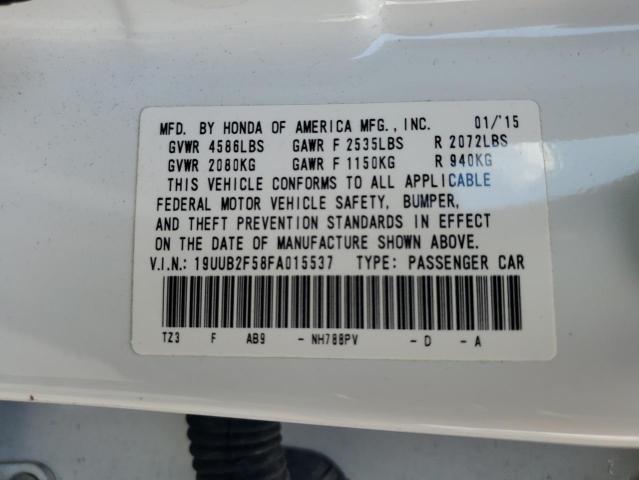 MFD. BY HONDA OF AMERICA MFG., INC. 01/'15
GVWR 4586LBS GAWR F 2535LBS R 2072LBS
GVWR 2080KG GAWR F 1150KG R 940KG
THIS VEHICLE CONFORMS TO ALL APPLICABLE
FEDERAL MOTOR VEHICLE SAFETY, BUMPER,
AND THEFT PREVENTION STANDARDS IN EFFECT
ON THE DATE OF MANUFACTURE SHOWN ABOVE.
V.I.N.: 19UUB2F58FA015537 TYPE: PASSENGER CAR
TZ3 F AB9 - NH788PV - D - A